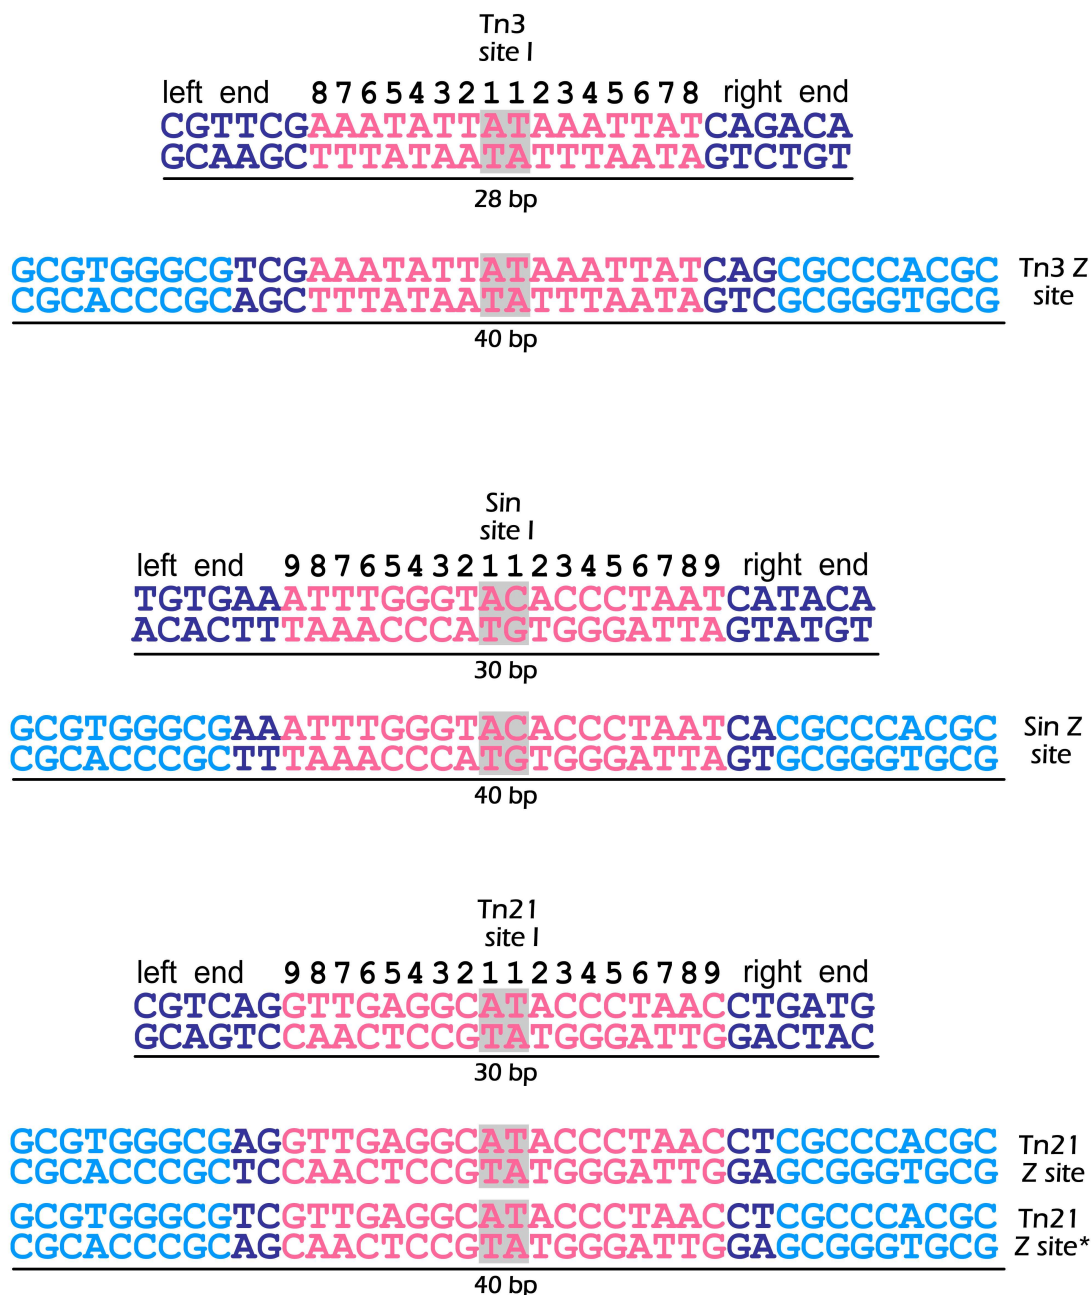 Tn3
site I
left end 8 7 6 5 4 3 2 1 1 2 3 4 5 6 7 8 right end
CGTTCGAAATATTATAAATTATCAGACA
GCAAGCTTTATAATATTTAATAGTCTGT
28 bp
GCGTGGGCGTCGAAATATTATAAATTATCAGCGCCCACGC
CGCACCCGCAGCTTTATAATATTTAATAGTCGCGGGTGCG
Tn3 Z
site
40 bp
Sin
site I
left end 9 8 7 6 5 4 3 2 1 1 2 3 4 5 6 7 8 9 right end
TGTGAAATTTGGGTACACCCTAATCATACA
ACACTTTAAACCCATGTGGGATTAGTATGT
30 bp
GCGTGGGCGAAATTTGGGTACACCCTAATCACGCCCACGC
CGCACCCGCTTTAAACCCATGTGGGATTAGTGCGGGTGCG
Sin Z
site
40 bp
Tn21
site I
left end 9 8 7 6 5 4 3 2 1 1 2 3 4 5 6 7 8 9 right end
CGTCAGGTTGAGGCATACCCTAACCTGATG
GCAGTCCAACTCCGTATGGGATTGGACTAC
30 bp
GCGTGGGCGAGGTTGAGGCATACCCTAACCTCGCCCACGC
CGCACCCGCTCCAACTCCGTATGGGATTGGAGCGGGTGCG
Tn21
Z site
GCGTGGGCGTCGTTGAGGCATACCCTAACCTCGCCCACGC
CGCACCCGCAGCAACTCCGTATGGGATTGGAGCGGGTGCG
Tn21
Z site*
40 bp